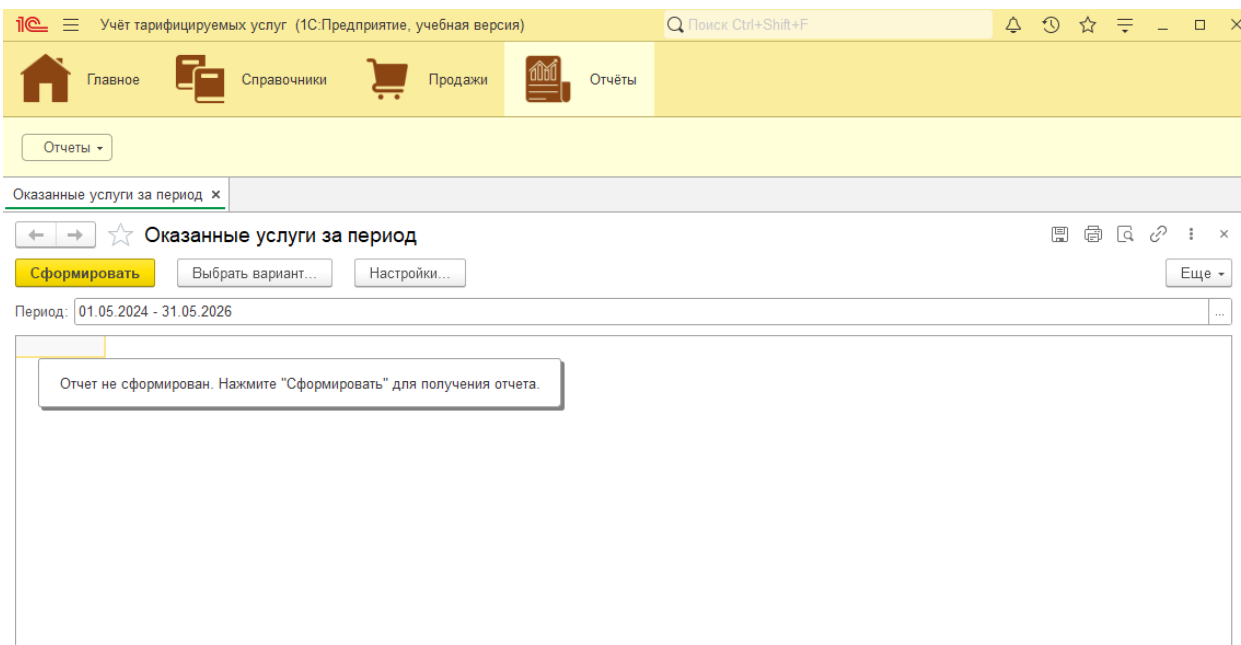 1С Учёт тарифицируемых услуг (1С:Предприятие, учебная версия) Поиск Ctrl+Shift+F
Главное Справочники Продажи Отчёты
Отчеты
Оказанные услуги за период
Оказанные услуги за период
Сформировать Выбрать вариант... Настройки... Еще
Период: 01.05.2024 - 31.05.2026 ...
Отчет не сформирован. Нажмите "Сформировать" для получения отчета.